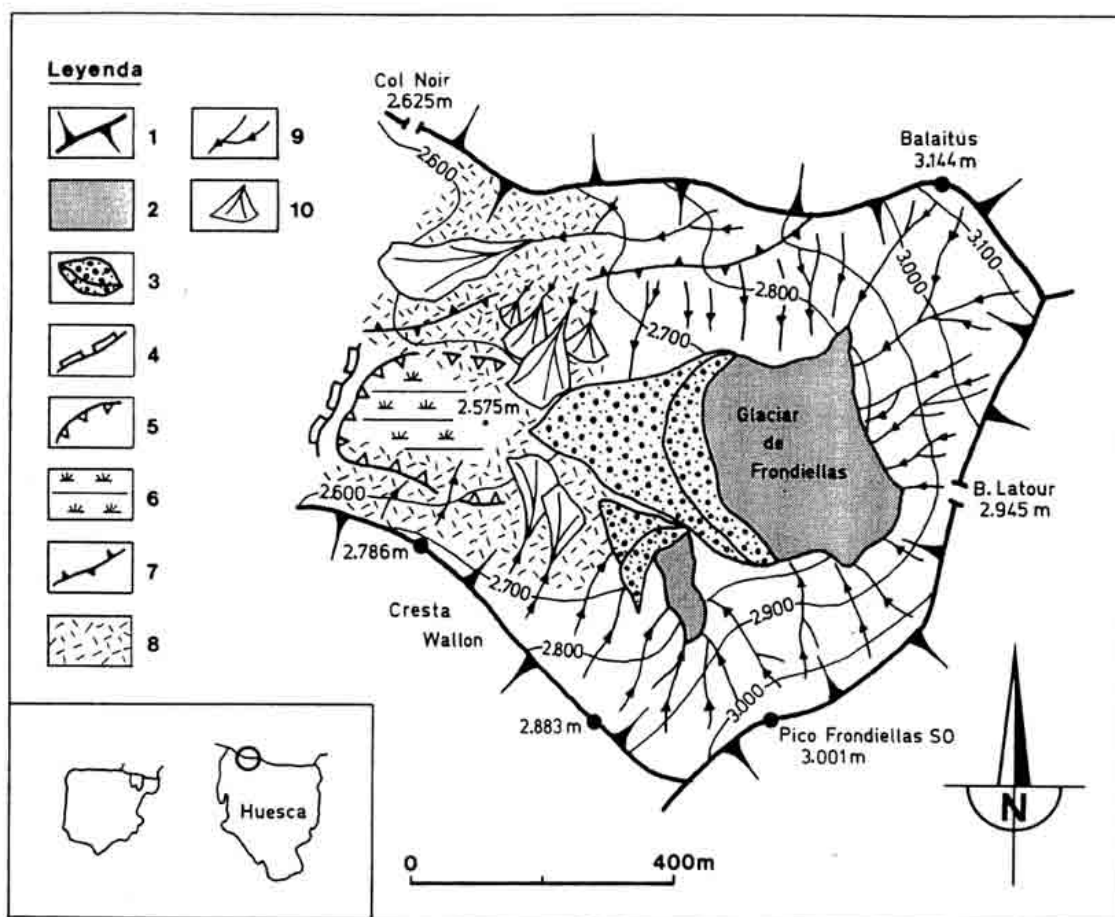 Leyenda
1
2
3
4
5
6
7
8
9
10
Col Noir
2.625m
Balaitus
3.144 m
2.600
3.100
3.000
2.800
2.700
2.575m
Glaciar
de
Frondiellas
B. Latour
2.945 m
2.600
2.786m
2.700
Cresta
Wallon
2.900
2.800
3.000
2.883 m
Pico Frondiellas SO
3.001m
Huesca
0
400m
N